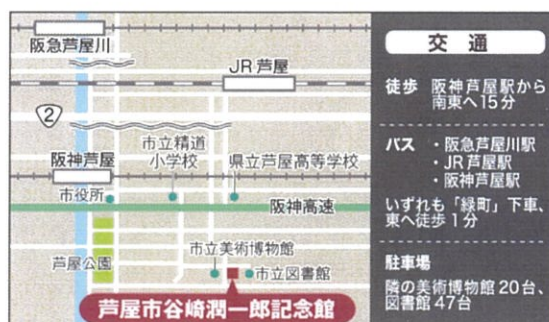 阪急芦屋川
JR芦屋
2
市立精道
小学校
阪神芦屋
県立芦屋高等学校
市役所
阪神高速
市立美術博物館
芦屋公園
市立図書館
芦屋市谷崎潤一郎記念館
交通
徒歩 阪神芦屋駅から
南東へ15分
バス ・阪急芦屋川駅
・JR芦屋駅
・阪神芦屋駅
いずれも「緑町」下車、
東へ徒歩1分
駐車場
隣の美術博物館20台、
図書館47台